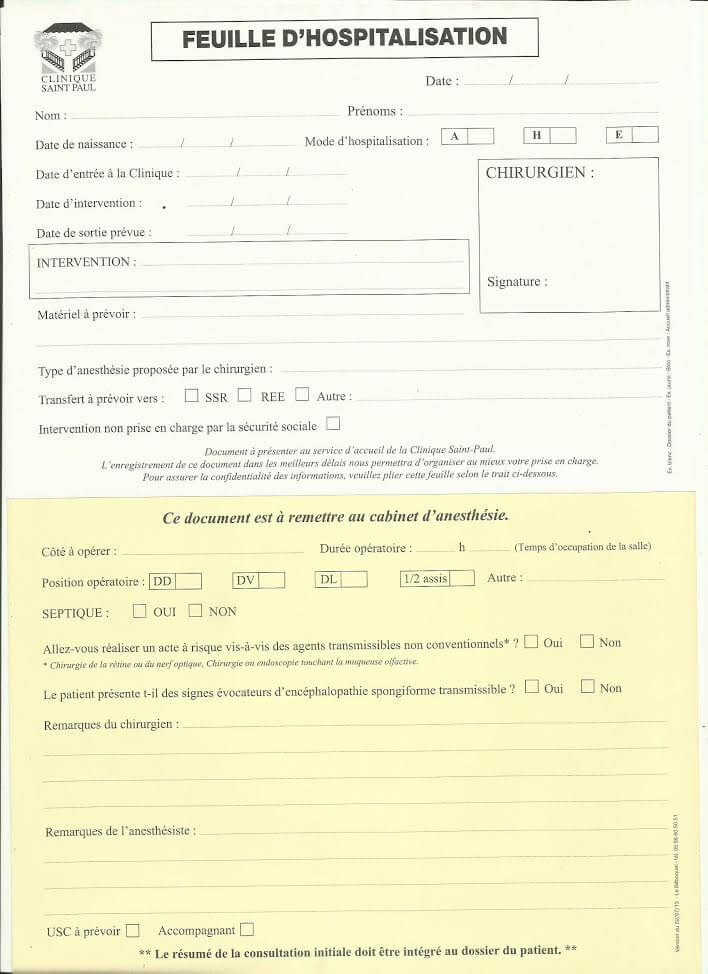 FEUILLE D'HOSPITALISATION
CLINIQUE
SAINT PAUL
Date : / /
Nom : Prénoms :
Date de naissance : / / Mode d'hospitalisation : A H E
Date d'entrée à la Clinique : / /
CHIRURGIEN :
Date d'intervention : / /
Date de sortie prévue : / /
INTERVENTION :
Signature :
Matériel à prévoir :
Type d'anesthésie proposée par le chirurgien :
Transfert à prévoir vers : SSR REE Autre :
Intervention non prise en charge par la sécurité sociale
Document à présenter au service d'accueil de la Clinique Saint-Paul.
L'enregistrement de ce document dans les meilleurs délais nous permettra d'organiser au mieux votre prise en charge.
Pour assurer la confidentialité des informations, veuillez plier cette feuille selon le trait ci-dessous.
Ex. blanc : Dossier du patient - Ex. jaune : Bloc - Ex. rose : Accueil administratif
Ce document est à remettre au cabinet d'anesthésie.
Côté à opérer : Durée opératoire : h (Temps d'occupation de la salle)
Position opératoire : DD DV DL 1/2 assis Autre :
SEPTIQUE : OUI NON
Allez-vous réaliser un acte à risque vis-à-vis des agents transmissibles non conventionnels* ? Oui Non
* Chirurgie de la rétine ou du nerf optique, Chirurgie ou endoscopie touchant la muqueuse olfactive.
Le patient présente t-il des signes évocateurs d'encéphalopathie spongiforme transmissible ? Oui Non
Remarques du chirurgien :
Remarques de l'anesthésiste :
USC à prévoir Accompagnant
** Le résumé de la consultation initiale doit être intégré au dossier du patient. **